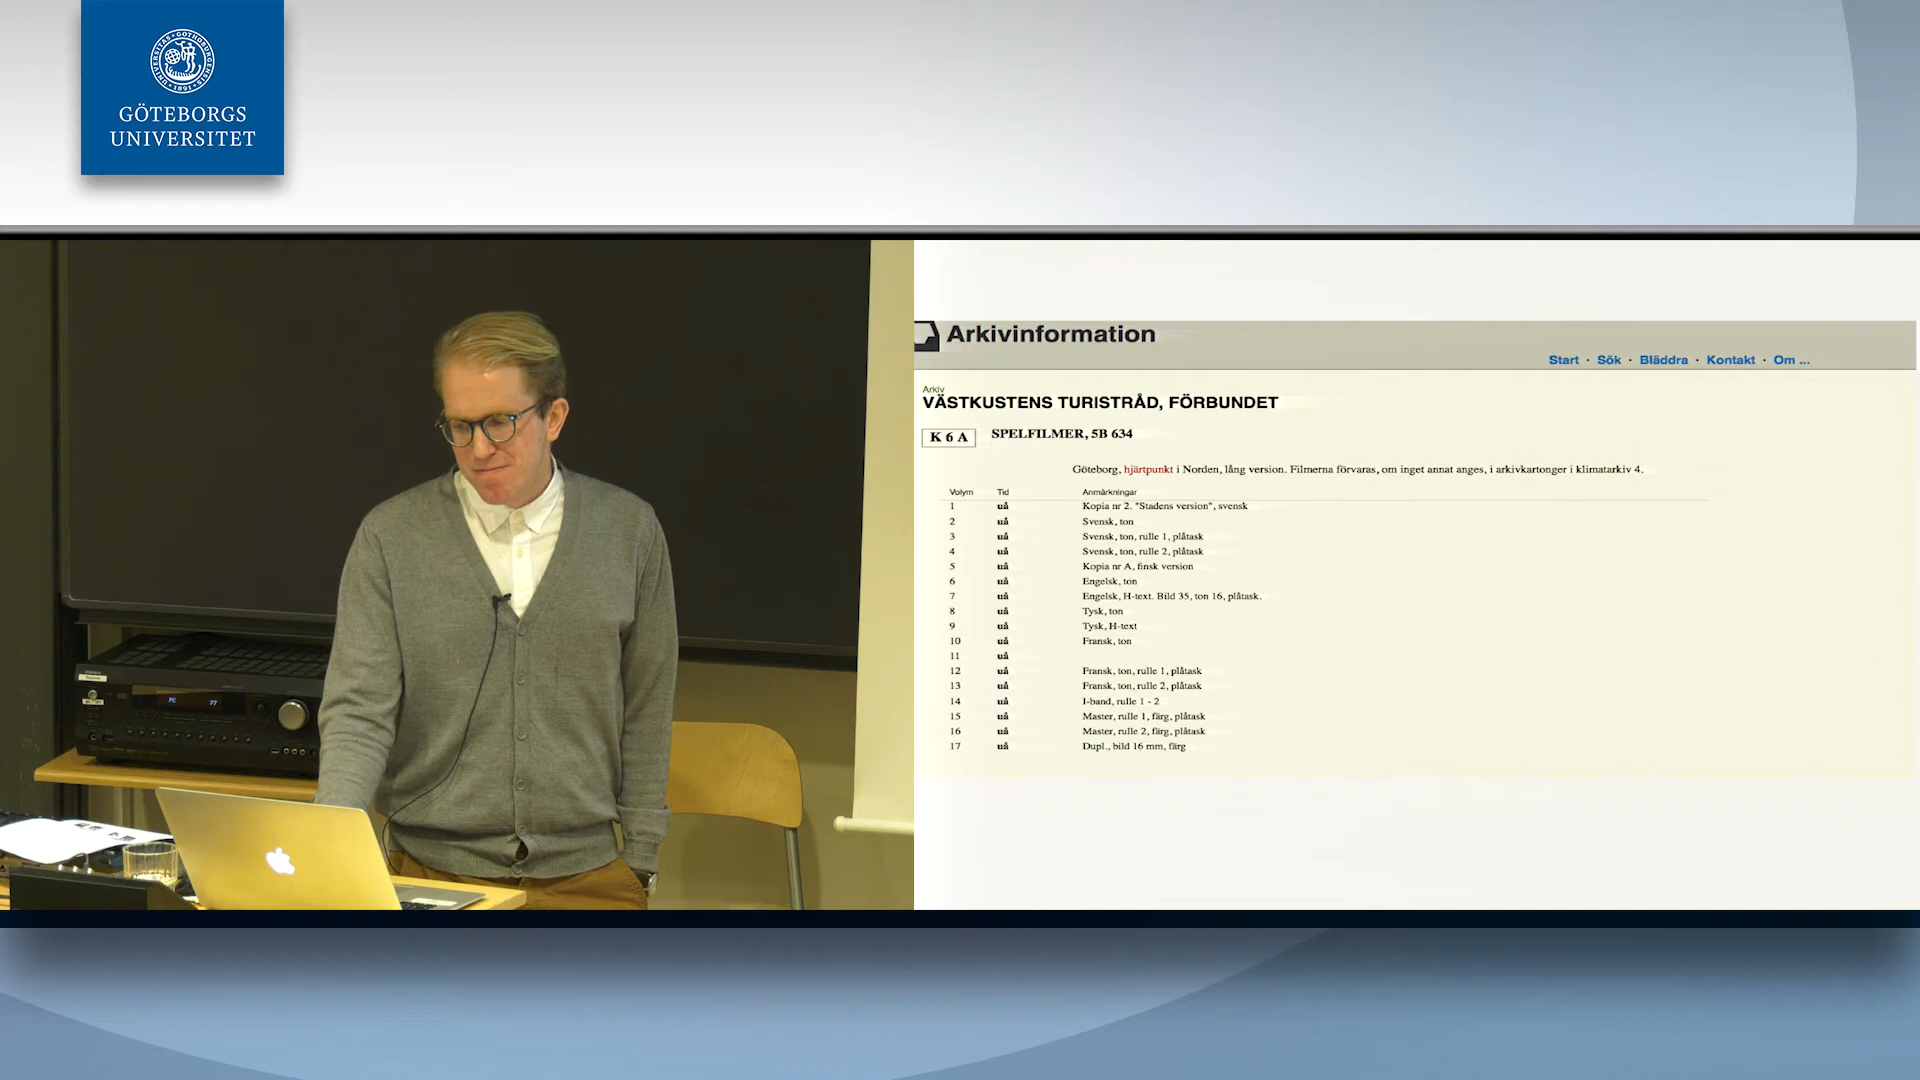 UNIVERSITAS GOTHOBURGENSIS
1891
GÖTEBORGS
UNIVERSITET
PC 77
Arkivinformation
Start · Sök · Bläddra · Kontakt · Om ...
Arkiv
VÄSTKUSTENS TURISTRÅD, FÖRBUNDET
K 6 A SPELFILMER, 5B 634
Göteborg, hjärtpunkt i Norden, lång version. Filmerna förvaras, om inget annat anges, i arkivkartonger i klimatarkiv 4.
Volym Tid Anmärkningar
1 uå Kopia nr 2. "Stadens version", svensk
2 uå Svensk, ton
3 uå Svensk, ton, rulle 1, plåtask
4 uå Svensk, ton, rulle 2, plåtask
5 uå Kopia nr A, finsk version
6 uå Engelsk, ton
7 uå Engelsk, H-text. Bild 35, ton 16, plåtask.
8 uå Tysk, ton
9 uå Tysk, H-text
10 uå Fransk, ton
11 uå
12 uå Fransk, ton, rulle 1, plåtask
13 uå Fransk, ton, rulle 2, plåtask
14 uå I-band, rulle 1 - 2
15 uå Master, rulle 1, färg, plåtask
16 uå Master, rulle 2, färg, plåtask
17 uå Dupl., bild 16 mm, färg